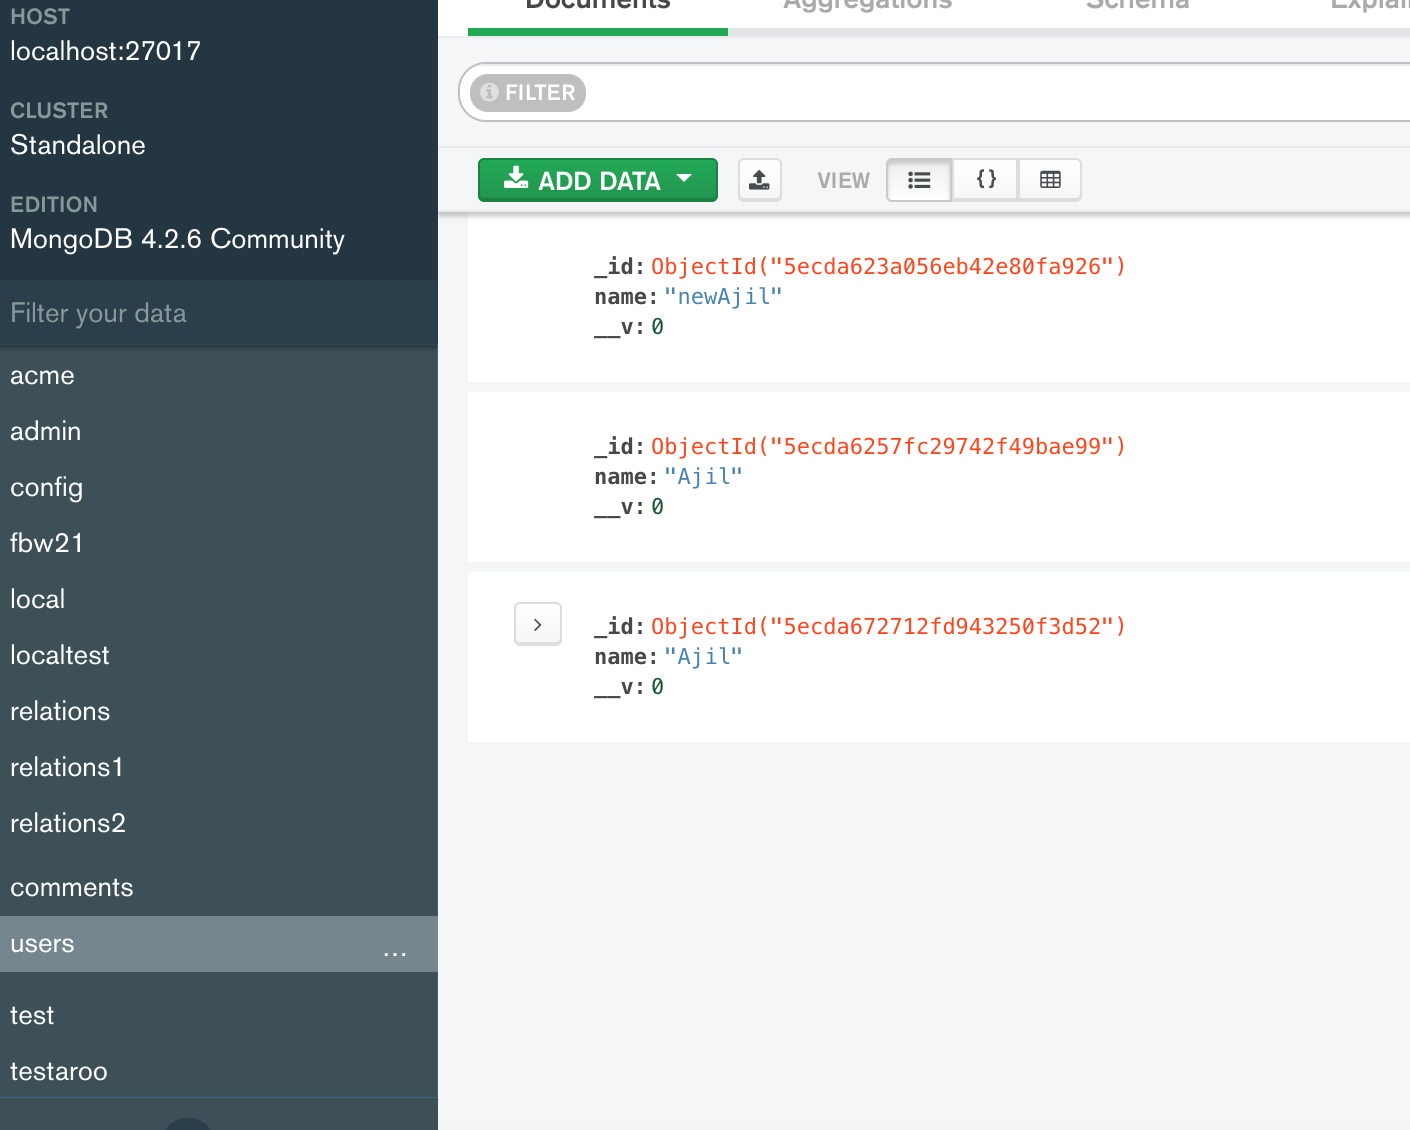 HOST
localhost:27017
CLUSTER
Standalone
EDITION
MongoDB 4.2.6 Community
Filter your data
acme
admin
config
fbw21
local
localtest
relations
relations1
relations2
comments
users ...
test
testaroo
Documents Aggregations Schema
FILTER
ADD DATA VIEW {}
_id: ObjectId("5ecda623a056eb42e80fa926")
name: "newAjil"
__v: 0
_id: ObjectId("5ecda6257fc29742f49bae99")
name: "Ajil"
__v: 0
_id: ObjectId("5ecda672712fd943250f3d52")
name: "Ajil"
__v: 0